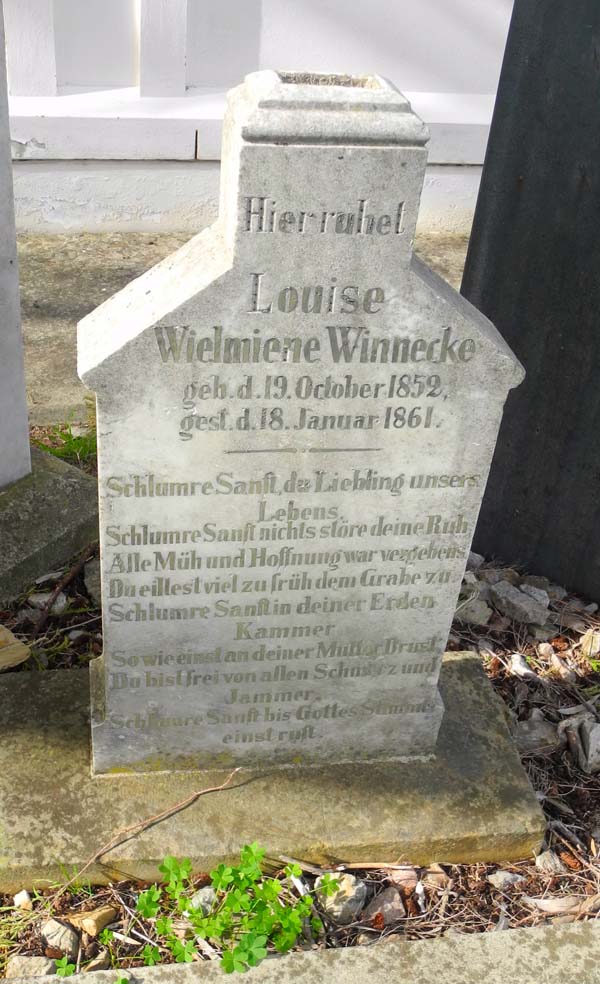 Hier ruhet
Louise
Wielmiene Winnecke
geb. d. 19. October 1852,
gest. d. 18. Januar 1861.
Schlumre Sanft, du Liebling unsers
Lebens.
Schlumre Sanft nichts störe deine Ruh
Alle Müh und Hoffnung war vergebens
Du eiltest viel zu früh dem Grabe zu
Schlumre Sanft in deiner Erden
Kammer
So wie einst an deiner Mutter Brust
Du bist frei von allen Schmerz und
Jammer.
Schlumre Sanft bis Gottes Stimme
einst ruft.